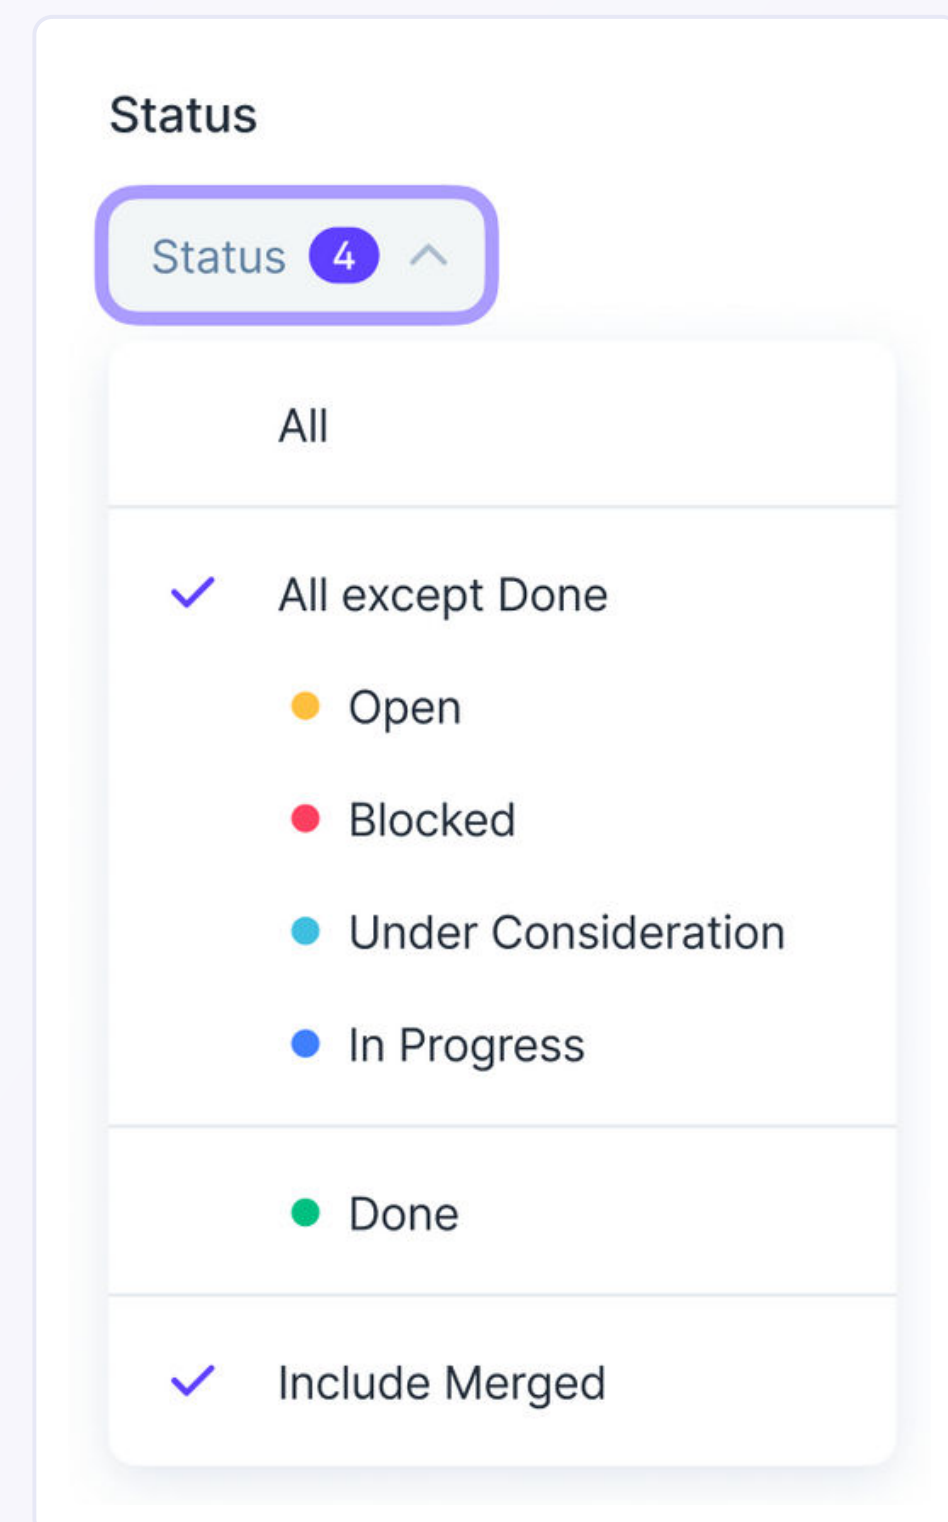 Status
Status 4
All
All except Done
Open
Blocked
Under Consideration
In Progress
Done
Include Merged